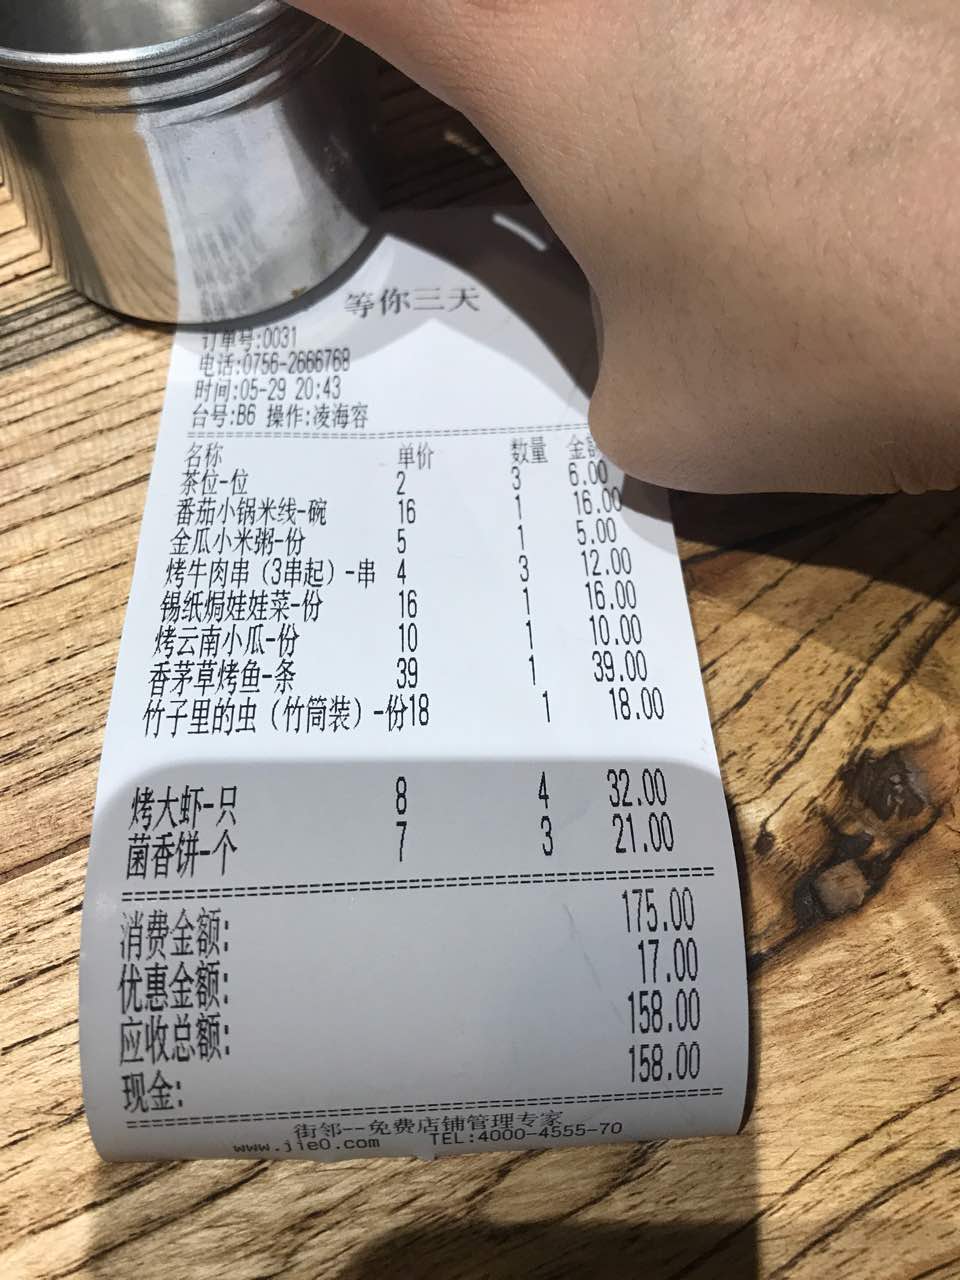 等你三天
订单号:0031
电话:0756-2666768
时间:05-29 20:43
台号:B6 操作:凌海容
名称 单价 数量 金额
茶位-位 2 3 6.00
番茄小锅米线-碗 16 1 16.00
金瓜小米粥-份 5 1 5.00
烤牛肉串（3串起）-串 4 3 12.00
锡纸焗娃娃菜-份 16 1 16.00
烤云南小瓜-份 10 1 10.00
香茅草烤鱼-条 39 1 39.00
竹子里的虫（竹筒装）-份18 1 18.00
烤大虾-只 8 4 32.00
菌香饼-个 7 3 21.00
消费金额: 175.00
优惠金额: 17.00
应收总额: 158.00
现金: 158.00
街邻--免费店铺管理专家
www.jie0.com TEL:4000-4555-70